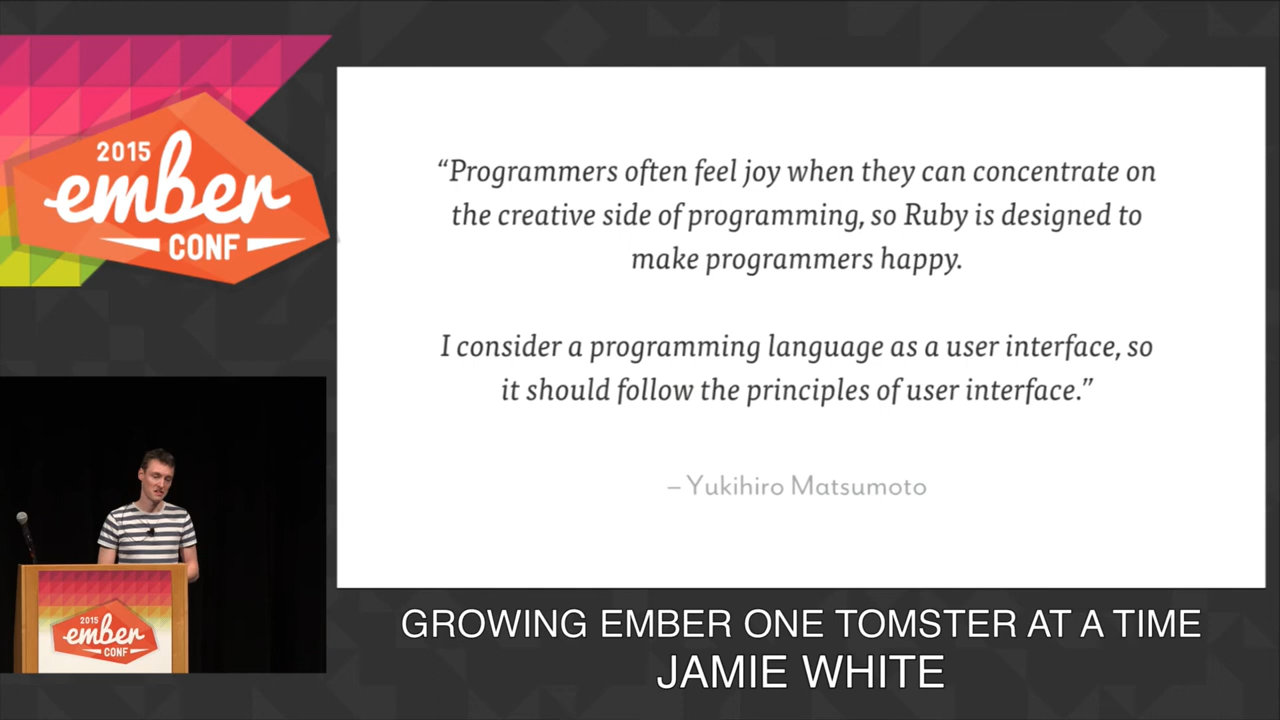 2015
ember
CONF
“Programmers often feel joy when they can concentrate on
the creative side of programming, so Ruby is designed to
make programmers happy.
I consider a programming language as a user interface, so
it should follow the principles of user interface.”
– Yukihiro Matsumoto
2015
ember
CONF
GROWING EMBER ONE TOMSTER AT A TIME
JAMIE WHITE